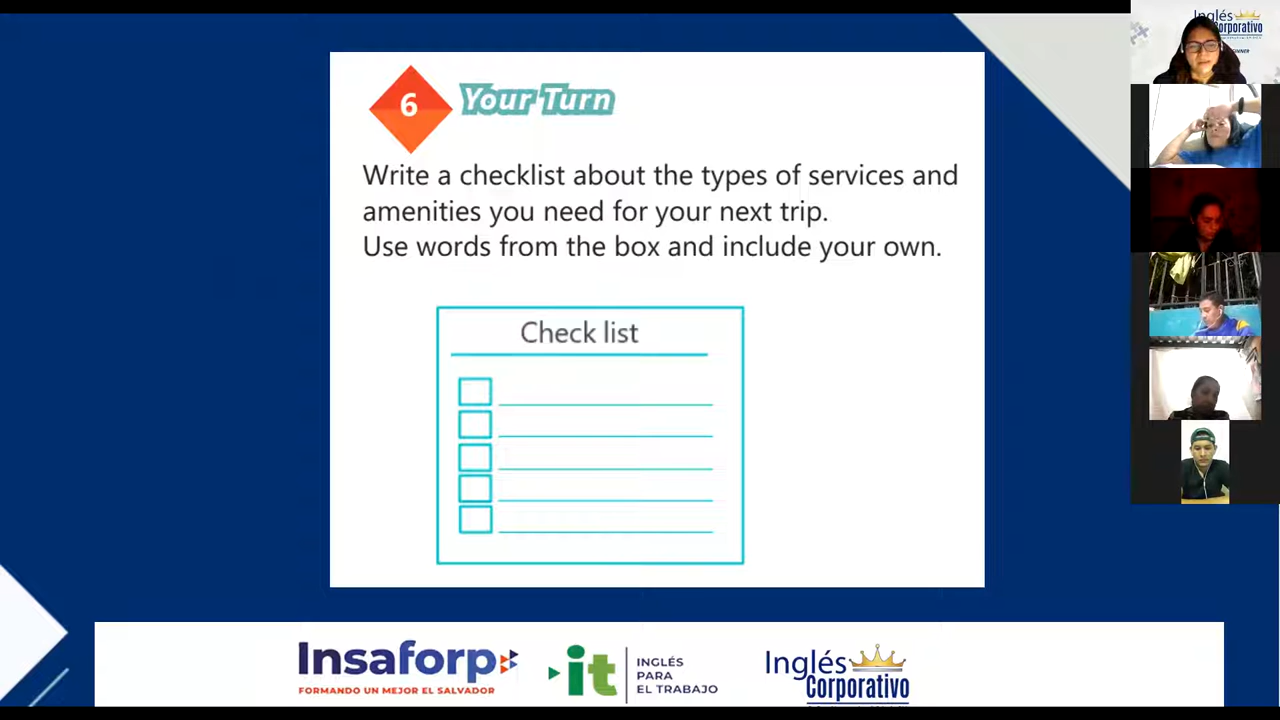 6 Your Turn
Write a checklist about the types of services and
amenities you need for your next trip.
Use words from the box and include your own.
Check list
Insaforp
FORMANDO UN MEJOR EL SALVADOR
it
INGLÉS
PARA
EL TRABAJO
Inglés
Corporativo
Inglés
Corporativo